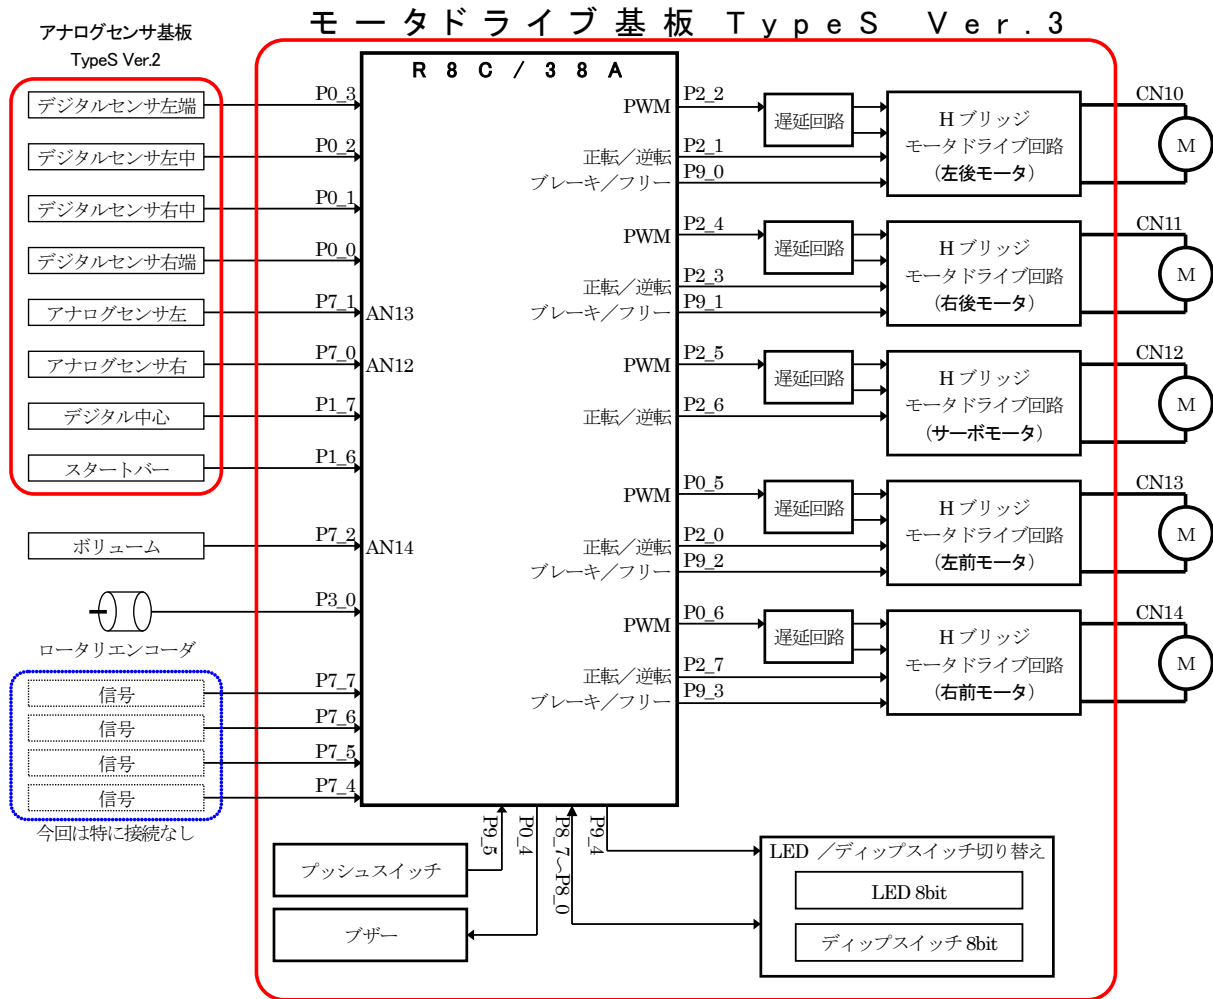 モータドライブ基板 TypeS Ver.3
アナログセンサ基板
TypeS Ver.2
デジタルセンサ左端
デジタルセンサ左中
デジタルセンサ右中
デジタルセンサ右端
アナログセンサ左
アナログセンサ右
デジタル中心
スタートバー
ボリューム
ロータリエンコーダ
信号
信号
信号
信号
今回は特に接続なし
P0_3
P0_2
P0_1
P0_0
P7_1
P7_0
P1_7
P1_6
P7_2
P3_0
P7_7
P7_6
P7_5
P7_4
R8C/38A
AN13
AN12
AN14
PWM
正転/逆転
ブレーキ/フリー
PWM
正転/逆転
ブレーキ/フリー
PWM
正転/逆転
PWM
正転/逆転
ブレーキ/フリー
PWM
正転/逆転
ブレーキ/フリー
P2_2
P2_1
P9_0
遅延回路
Hブリッジ
モータドライブ回路
(左後モータ)
CN10
M
P2_4
P2_3
P9_1
遅延回路
Hブリッジ
モータドライブ回路
(右後モータ)
CN11
M
P2_5
P2_6
遅延回路
Hブリッジ
モータドライブ回路
(サーボモータ)
CN12
M
P0_5
P2_0
P9_2
遅延回路
Hブリッジ
モータドライブ回路
(左前モータ)
CN13
M
P0_6
P2_7
P9_3
遅延回路
Hブリッジ
モータドライブ回路
(右前モータ)
CN14
M
P9_5
P0_4
P8_7~P8_0
P9_4
プッシュスイッチ
ブザー
LED /ディップスイッチ切り替え
LED 8bit
ディップスイッチ 8bit